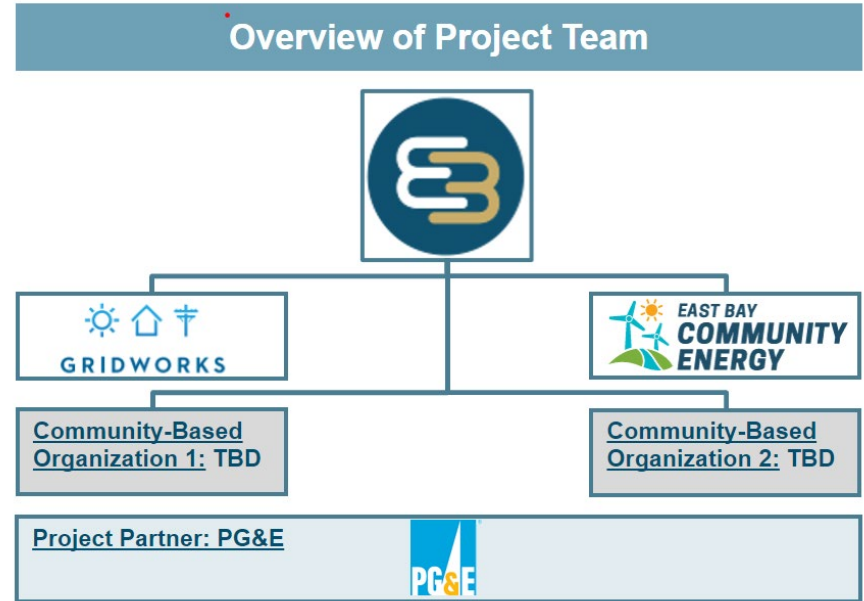 Overview of Project Team
GRIDWORKS
EAST BAY
COMMUNITY
ENERGY
Community-Based
Organization 1: TBD
Community-Based
Organization 2: TBD
Project Partner: PG&E
PG&E